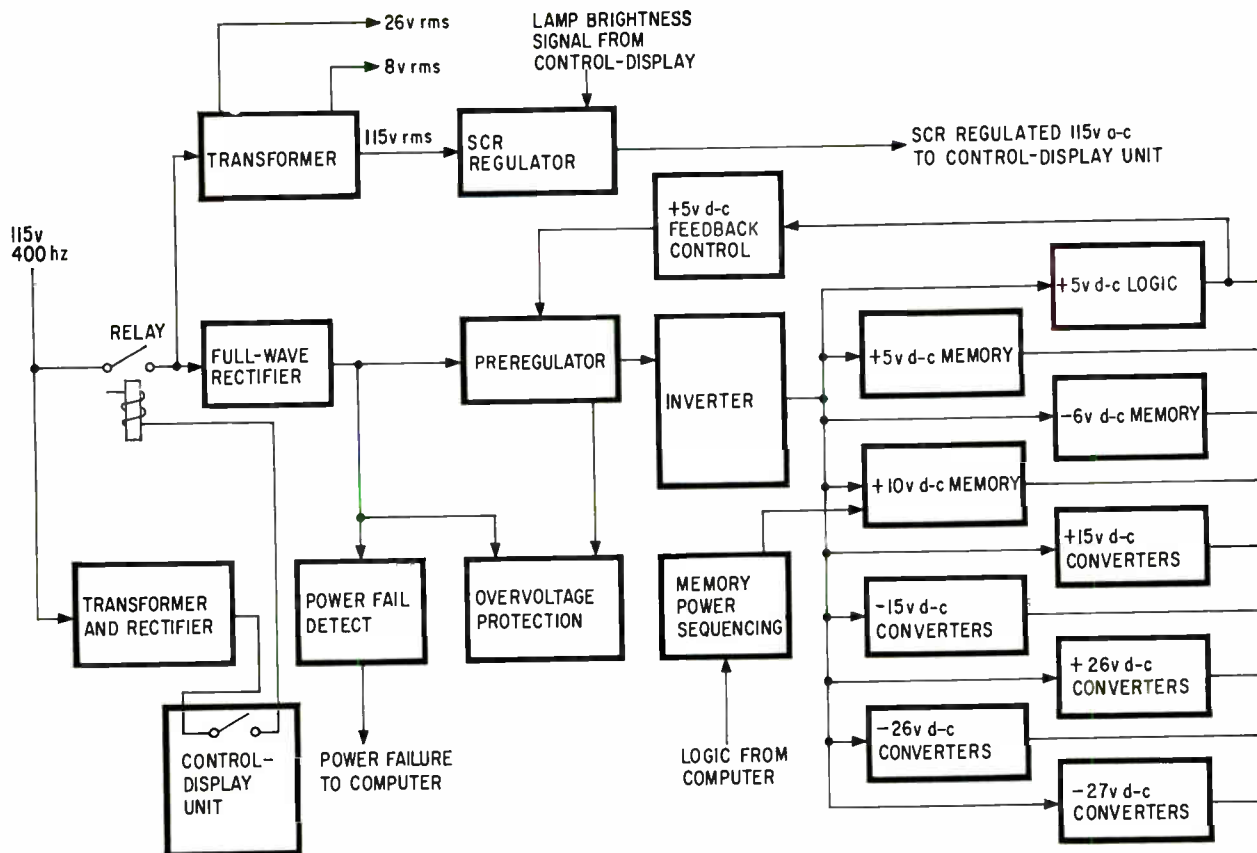 26v rms
8v rms
LAMP BRIGHTNESS
SIGNAL FROM
CONTROL-DISPLAY
TRANSFORMER
115v rms
SCR
REGULATOR
SCR REGULATED 115v a-c
TO CONTROL-DISPLAY UNIT
115v
400 hz
+5v d-c
FEEDBACK
CONTROL
+5v d-c LOGIC
RELAY
FULL-WAVE
RECTIFIER
PREREGULATOR
INVERTER
+5v d-c MEMORY
-6v d-c MEMORY
+10v d-c MEMORY
+15v d-c
CONVERTERS
TRANSFORMER
AND RECTIFIER
POWER FAIL
DETECT
OVERVOLTAGE
PROTECTION
MEMORY
POWER
SEQUENCING
-15v d-c
CONVERTERS
+ 26v d-c
CONVERTERS
CONTROL-
DISPLAY
UNIT
POWER FAILURE
TO COMPUTER
LOGIC FROM
COMPUTER
-26v d-c
CONVERTERS
-27v d-c
CONVERTERS